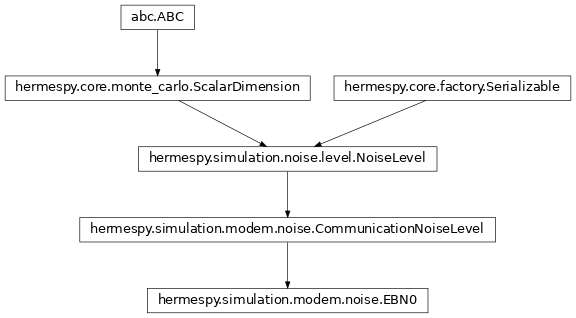 abc.ABC
hermespy.core.monte_carlo.ScalarDimension
hermespy.core.factory.Serializable
hermespy.simulation.noise.level.NoiseLevel
hermespy.simulation.modem.noise.CommunicationNoiseLevel
hermespy.simulation.modem.noise.EBN0